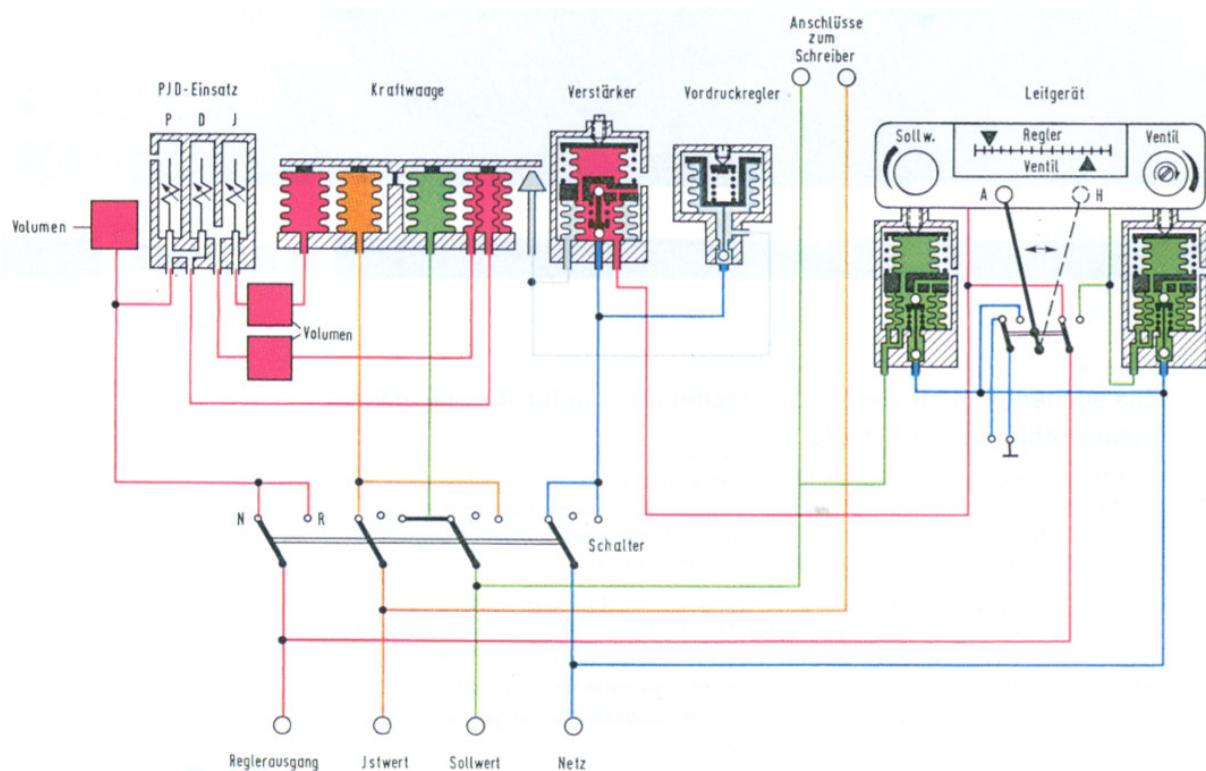 Anschlüsse
zum
Schreiber
PJD-Einsatz
Kraftwaage
Verstärker
Vordruckregler
Leitgerät
P D J
Sollw.
Regler
Ventil
Ventil
A
H
Volumen
Volumen
N
R
Schalter
Reglerausgang
Jstwert
Sollwert
Netz